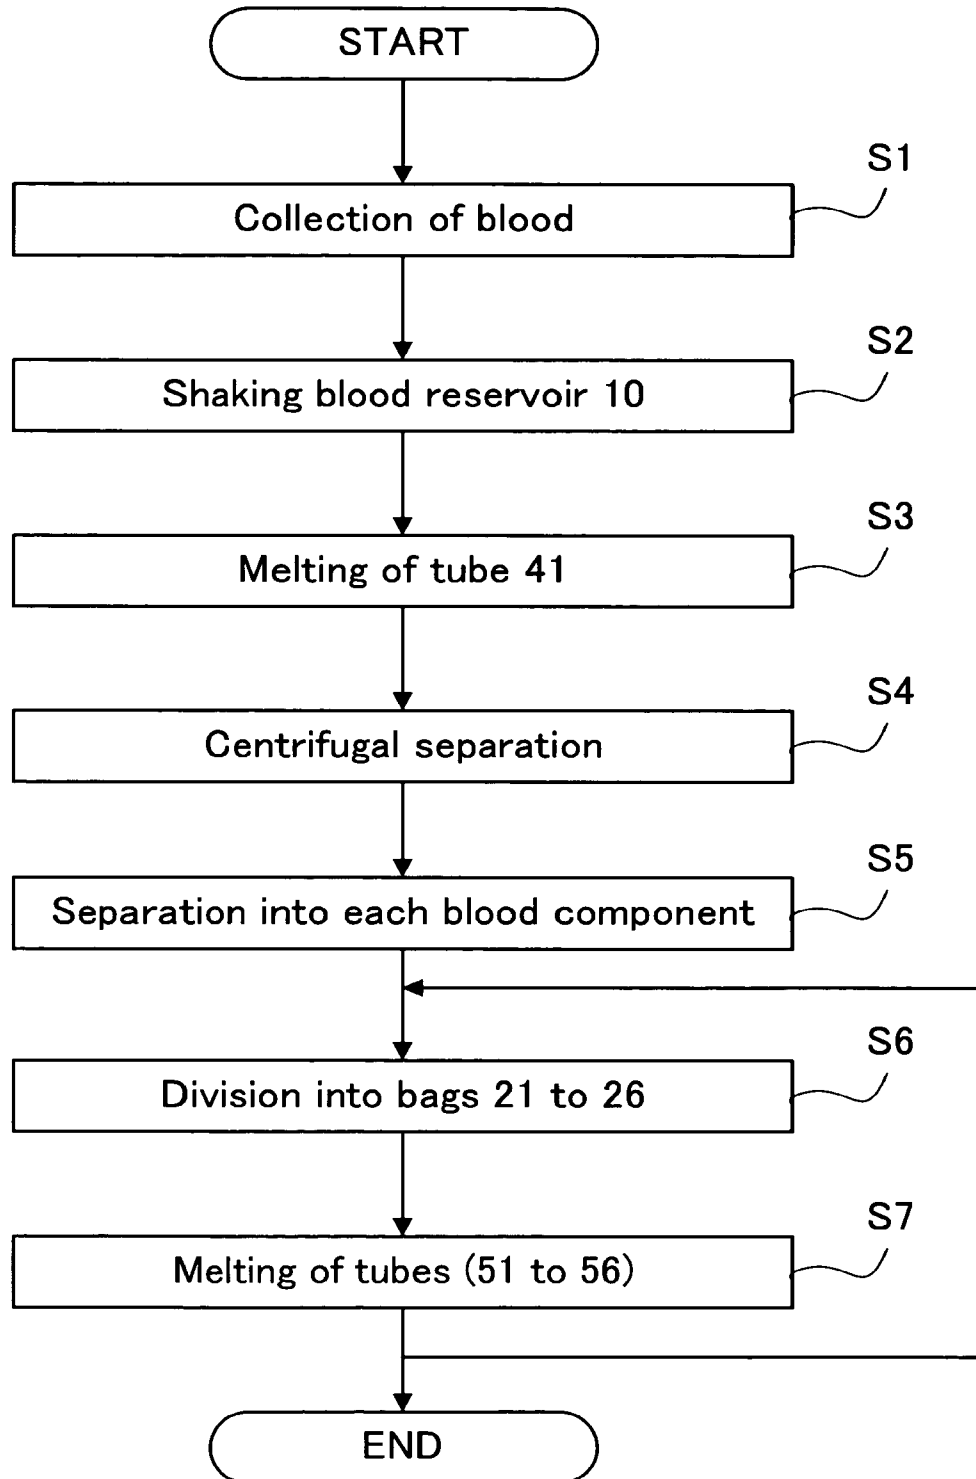 START
S1
Collection of blood
S2
Shaking blood reservoir 10
S3
Melting of tube 41
S4
Centrifugal separation
S5
Separation into each blood component
S6
Division into bags 21 to 26
S7
Melting of tubes (51 to 56)
END